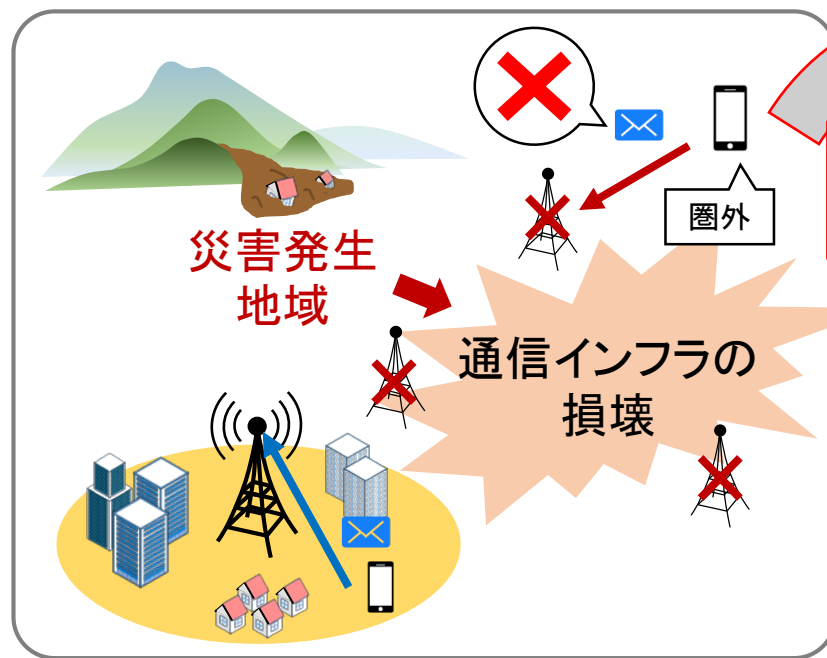 圏外
災害発生
地域
通信インフラの
損壊